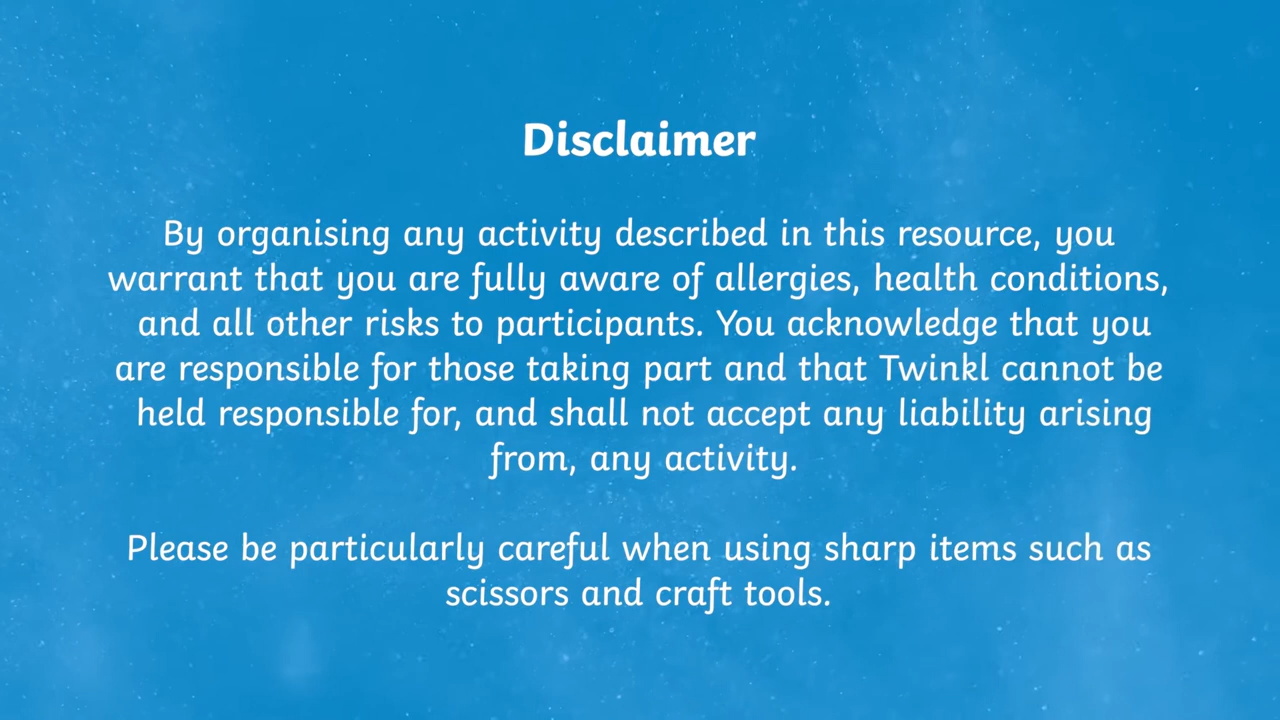 Disclaimer
By organising any activity described in this resource, you
warrant that you are fully aware of allergies, health conditions,
and all other risks to participants. You acknowledge that you
are responsible for those taking part and that Twinkl cannot be
held responsible for, and shall not accept any liability arising
from, any activity.
Please be particularly careful when using sharp items such as
scissors and craft tools.